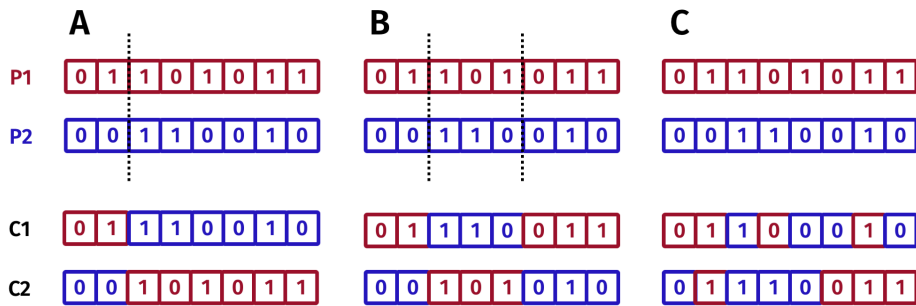 A B C
P1 0 1 1 0 1 0 1 1 0 1 1 0 1 0 1 1 0 1 1 0 1 0 1 1
P2 0 0 1 1 0 0 1 0 0 0 1 1 0 0 1 0 0 0 1 1 0 0 1 0
C1 0 1 1 1 0 0 1 0 0 1 1 1 0 0 1 1 0 1 1 0 0 0 1 0
C2 0 0 1 0 1 0 1 1 0 0 1 0 1 0 1 0 0 1 1 1 0 0 1 1